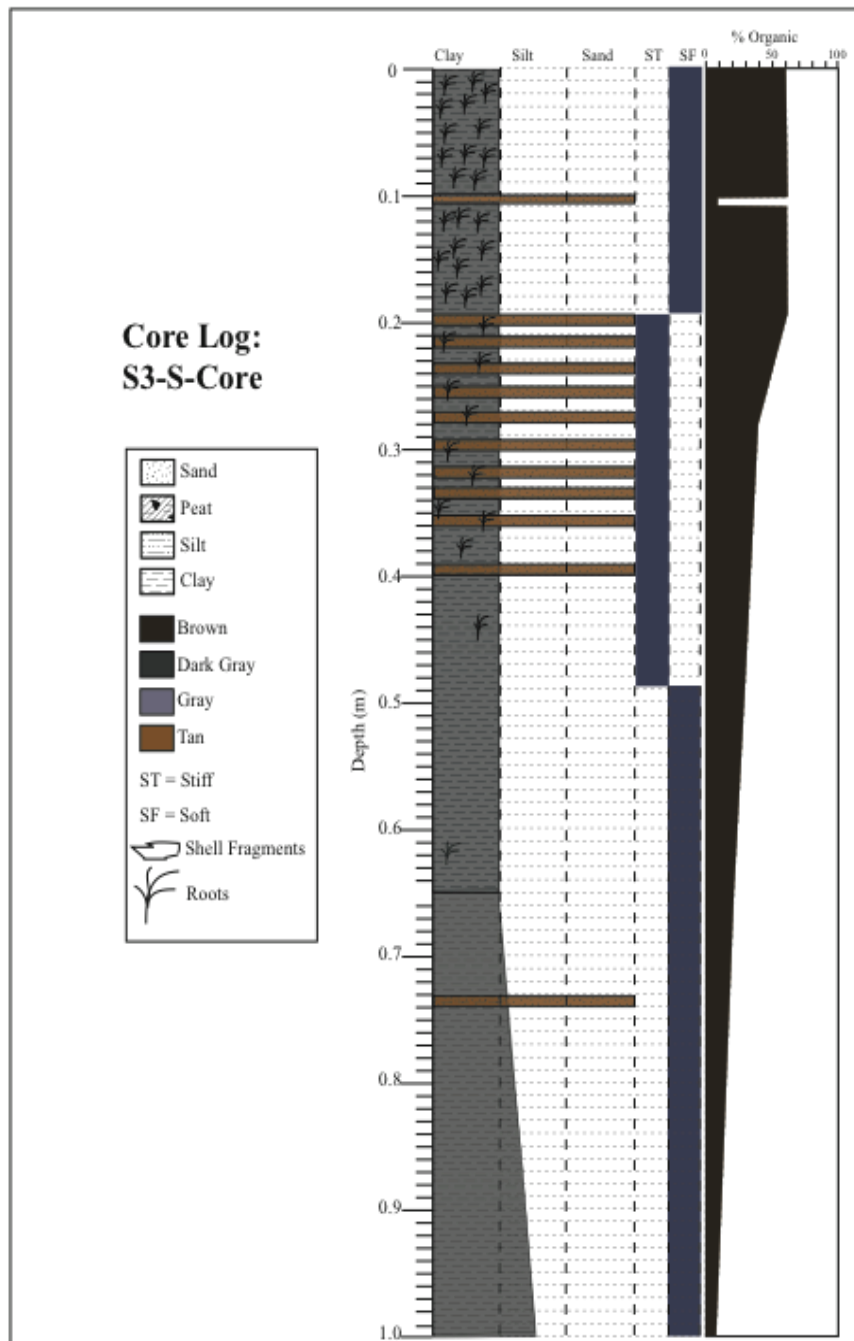 % Organic
Clay Silt Sand ST SF 0 50 100
0
0.1
0.2
Core Log:
S3-S-Core
0.3
Sand
Peat
Silt
Clay
0.4
Brown
Dark Gray
Gray
Tan
ST = Stiff
SF = Soft
Shell Fragments
Roots
Depth (m)
0.5
0.6
0.7
0.8
0.9
1.0